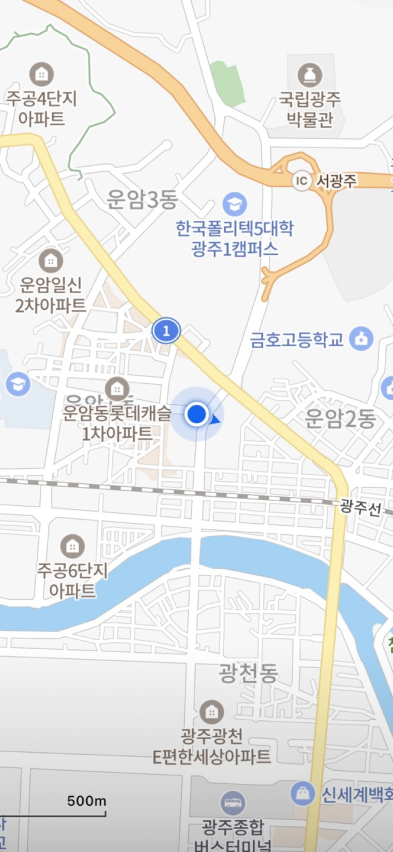 주공4단지
아파트
국립광주
박물관
IC 서광주
운암3동
한국폴리텍5대학
광주1캠퍼스
운암일신
2차아파트
1
금호고등학교
운암동롯데캐슬
1차아파트
운암2동
광주선
주공6단지
아파트
광천동
광주광천
E편한세상아파트
500m
신세계백화
광주종합
버스터미널